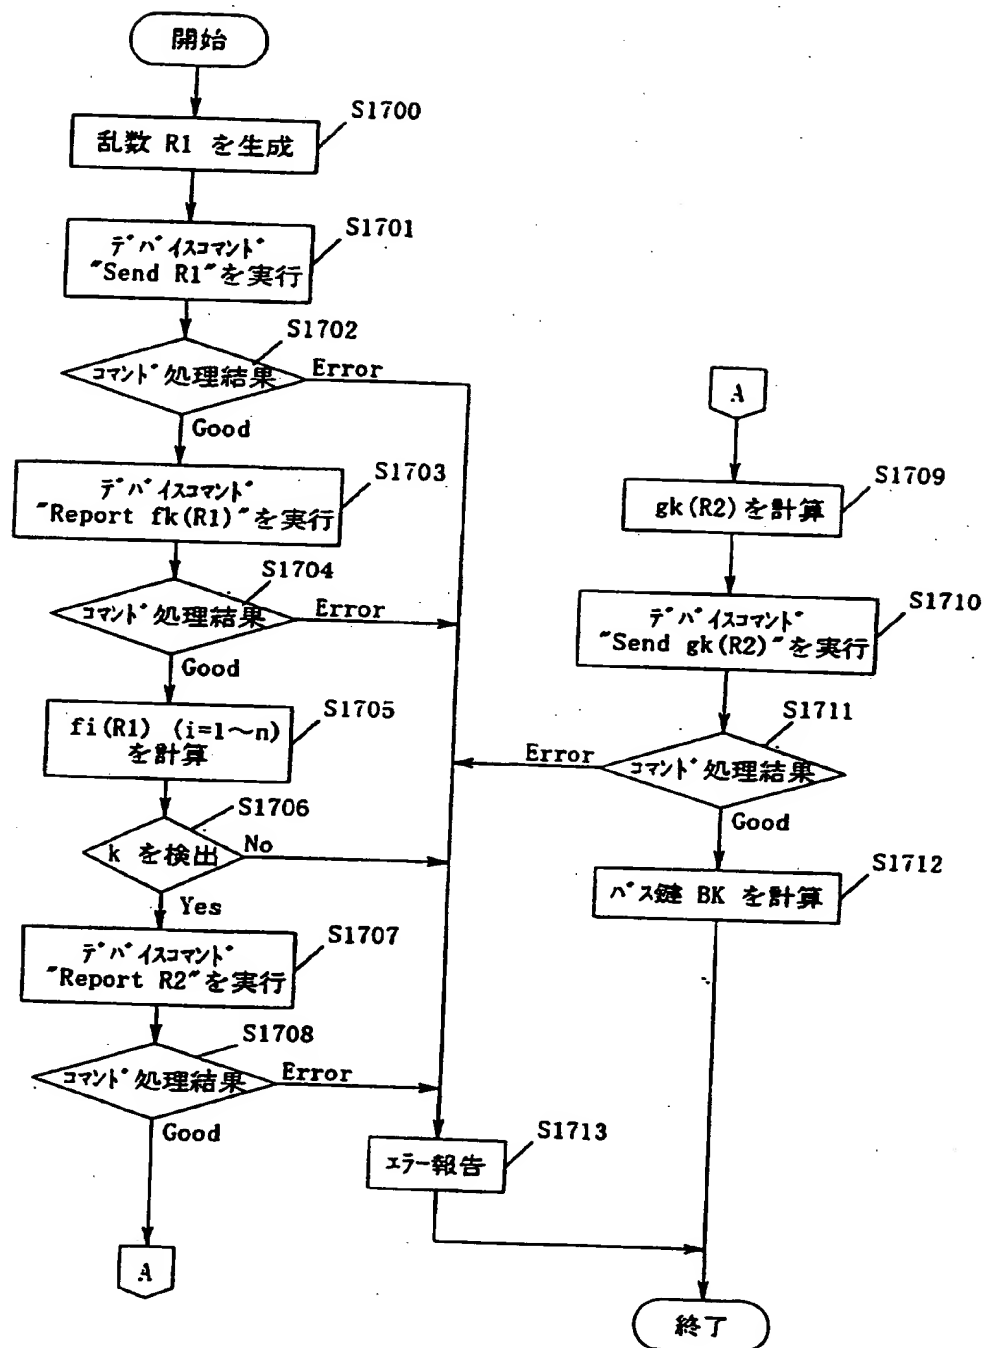 開始
S1700
乱数 R1 を生成
S1701
デバイスコマンド
"Send R1"を実行
S1702
コマンド処理結果
Error
Good
S1703
デバイスコマンド
"Report fk(R1)"を実行
S1704
コマンド処理結果
Error
Good
S1705
fi(R1) (i=1～n)
を計算
S1706
k を検出
No
Yes
S1707
デバイスコマンド
"Report R2"を実行
S1708
コマンド処理結果
Error
Good
A
A
S1709
gk(R2)を計算
S1710
デバイスコマンド
"Send gk(R2)"を実行
S1711
Error
コマンド処理結果
Good
S1712
バス鍵 BK を計算
S1713
エラー報告
終了